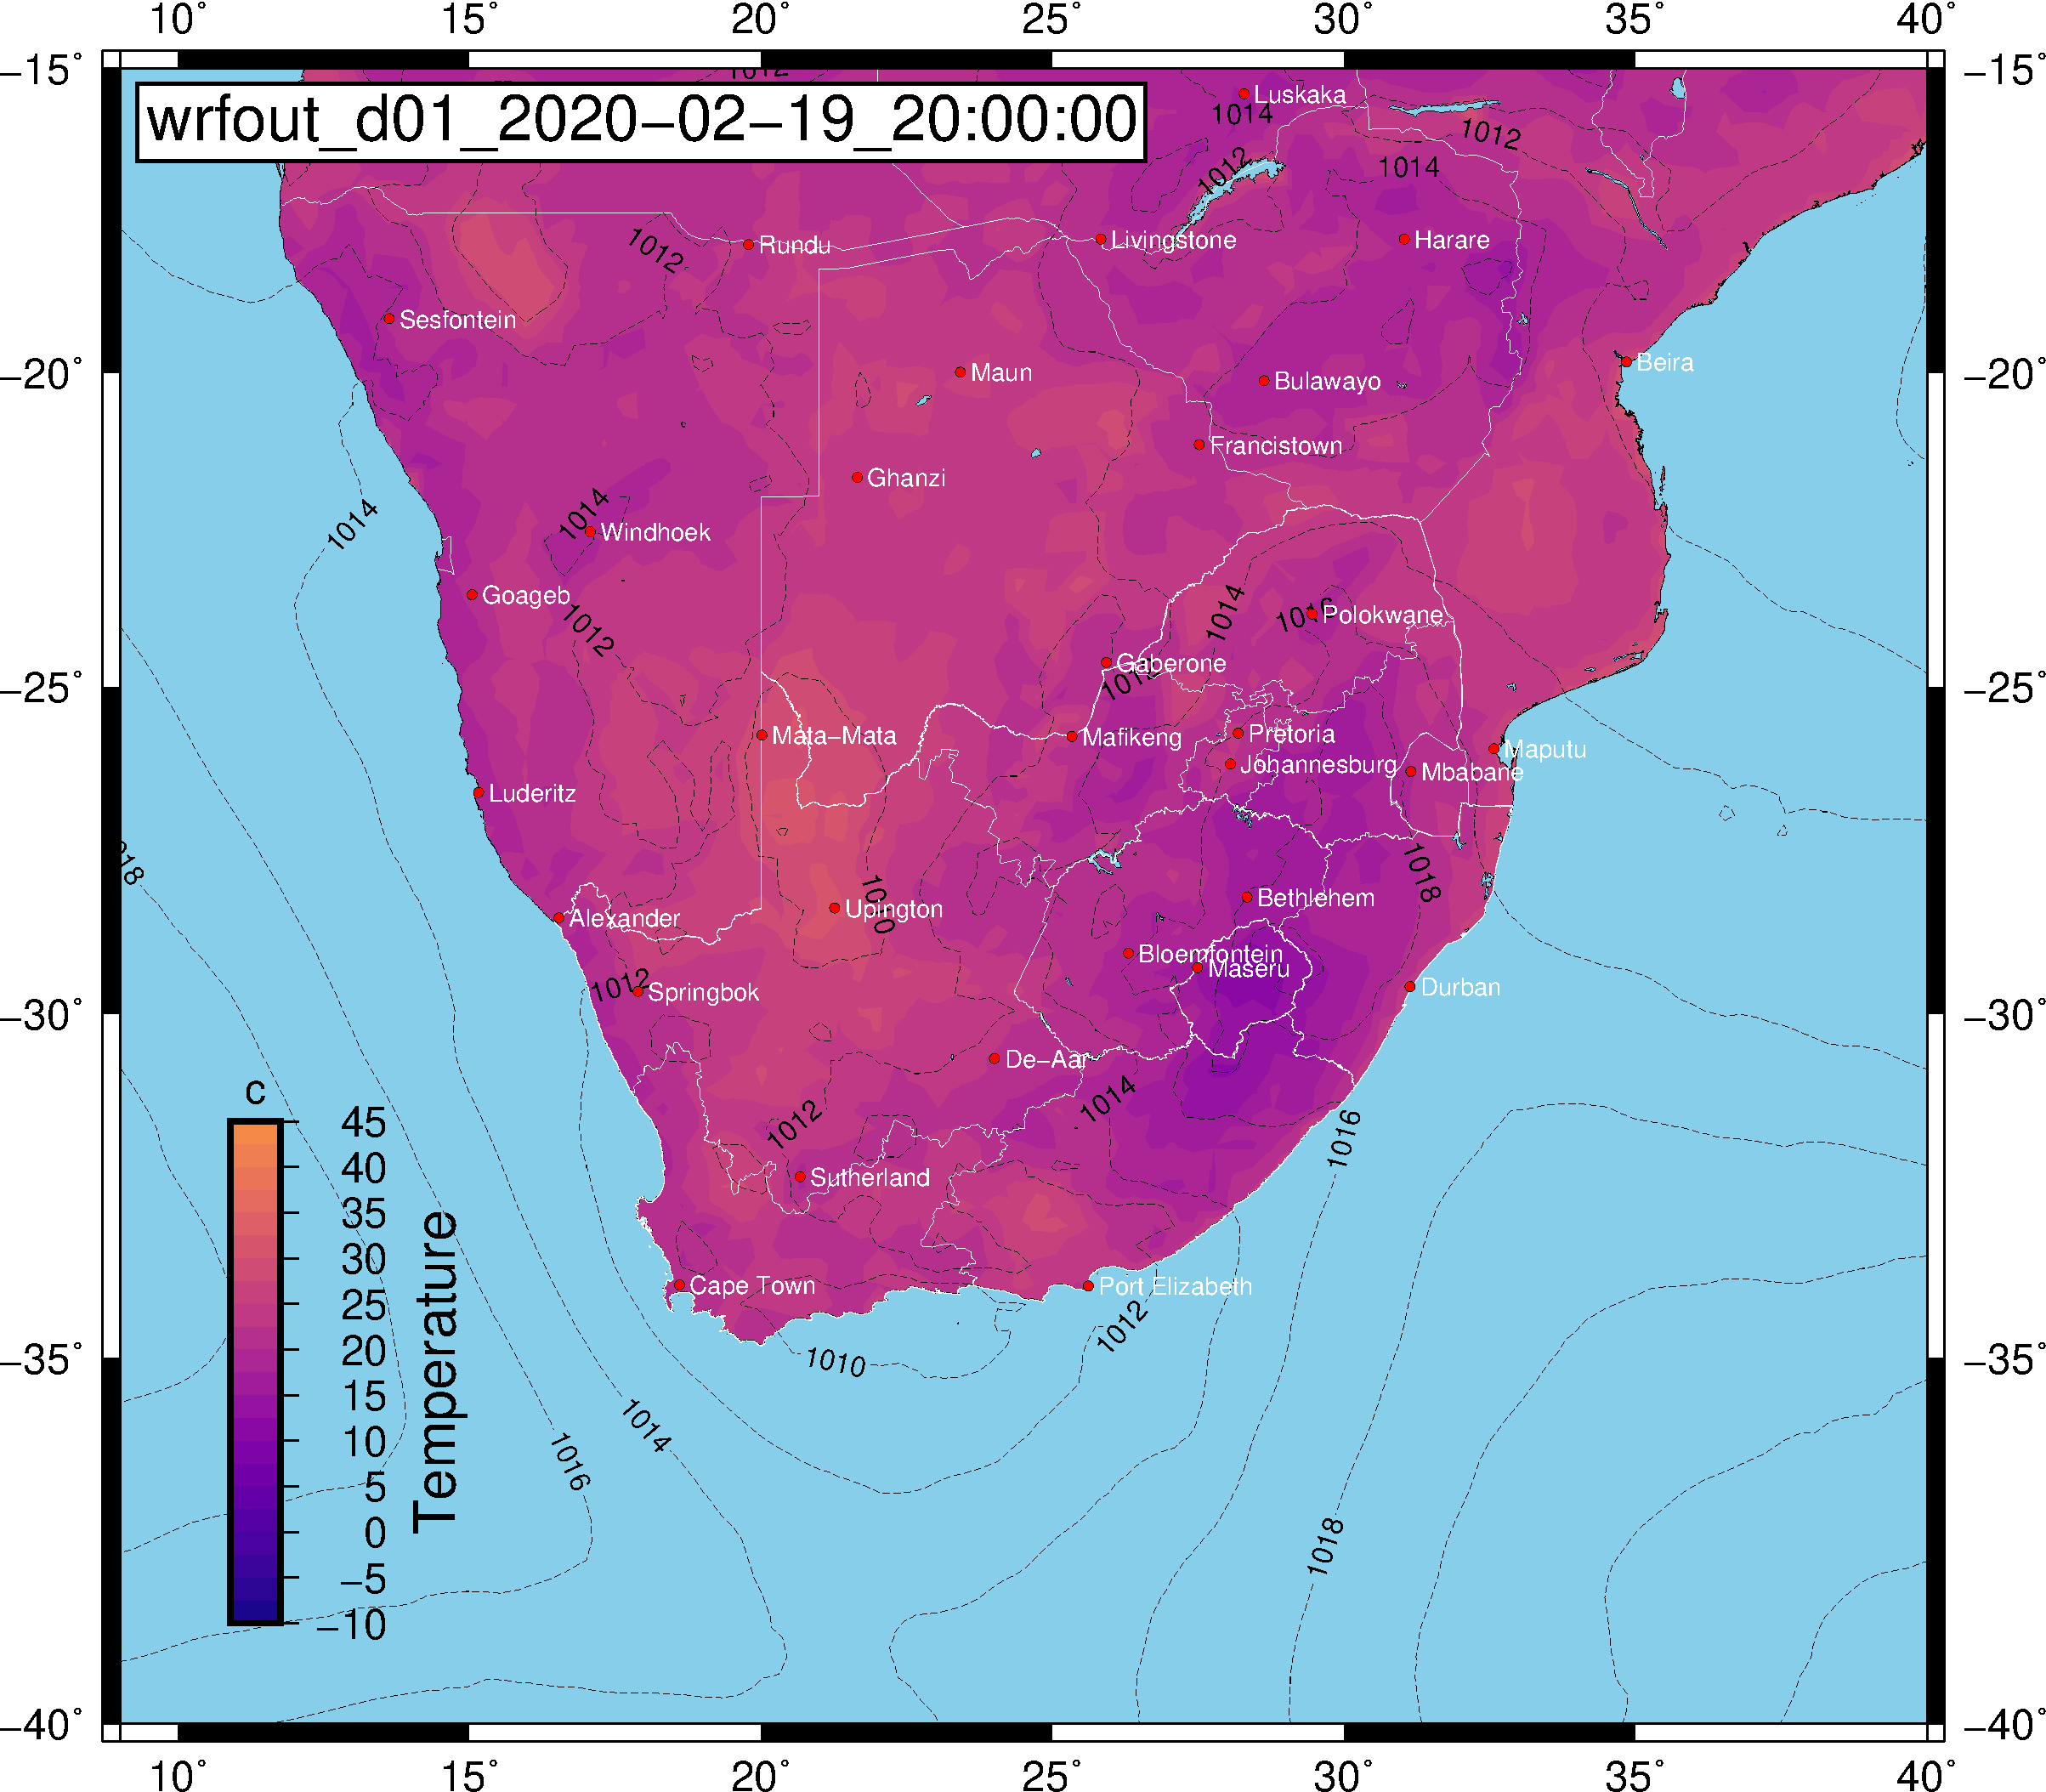 10° 15° 20° 25° 30° 35° 40°
−15° −15°
wrfout_d01_2020−02−19_20:00:00
1012
Luskaka
1014
1012
1014
1012
Rundu
1012
Livingstone
Harare
Sesfontein
−20° −20°
Maun
Bulawayo
Beira
Francistown
Ghanzi
1014
1014
Windhoek
Goageb
1012
1014
Polokwane
Gaberone
−25° −25°
Mata−Mata
Mafikeng
Pretoria
Maputu
Johannesburg
Mbabane
Luderitz
1018
Bethlehem
Alexander
Upington
1010
Bloemfontein
Maseru
1012
Springbok
Durban
−30° −30°
De−Aar
1014
1012
1016
Sutherland
Cape Town
Port Elizabeth
1012
1010
−35° −35°
1014
1016
1018
c
45
40
35
30
25
20
15
10
5
0
−5
−10
Temperature
−40° −40°
10° 15° 20° 25° 30° 35° 40°